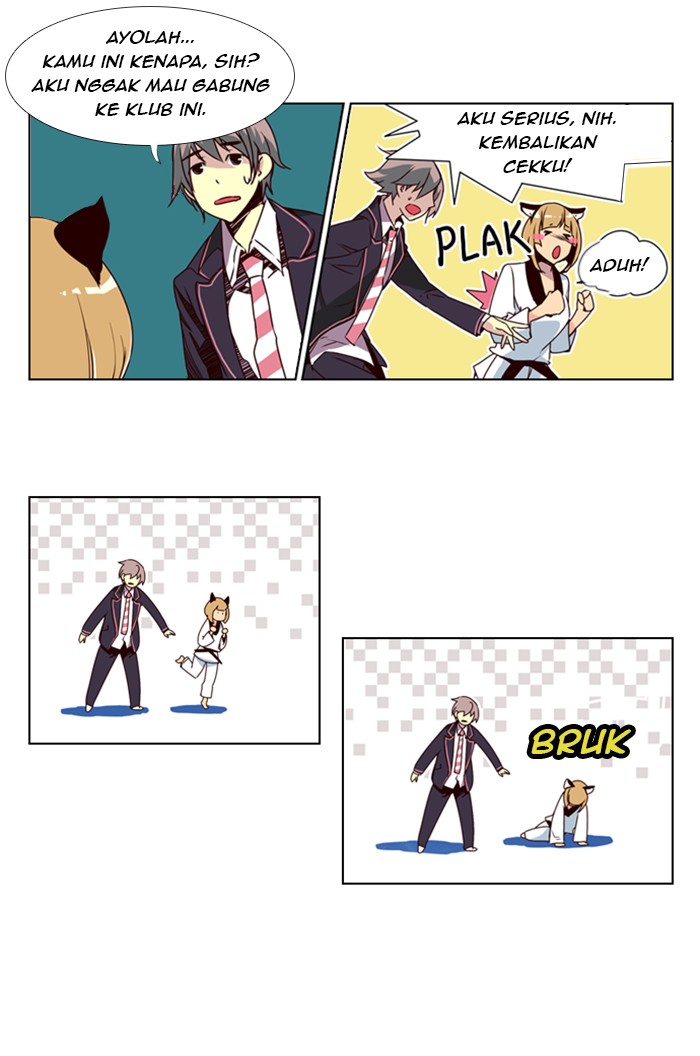 AYOLAH...
KAMU INI KENAPA, SIH?
AKU NGGAK MAU GABUNG
KE KLUB INI.
AKU SERIUS, NIH.
KEMBALIKAN
CEKKU!
PLAK
ADUH!
BRUK